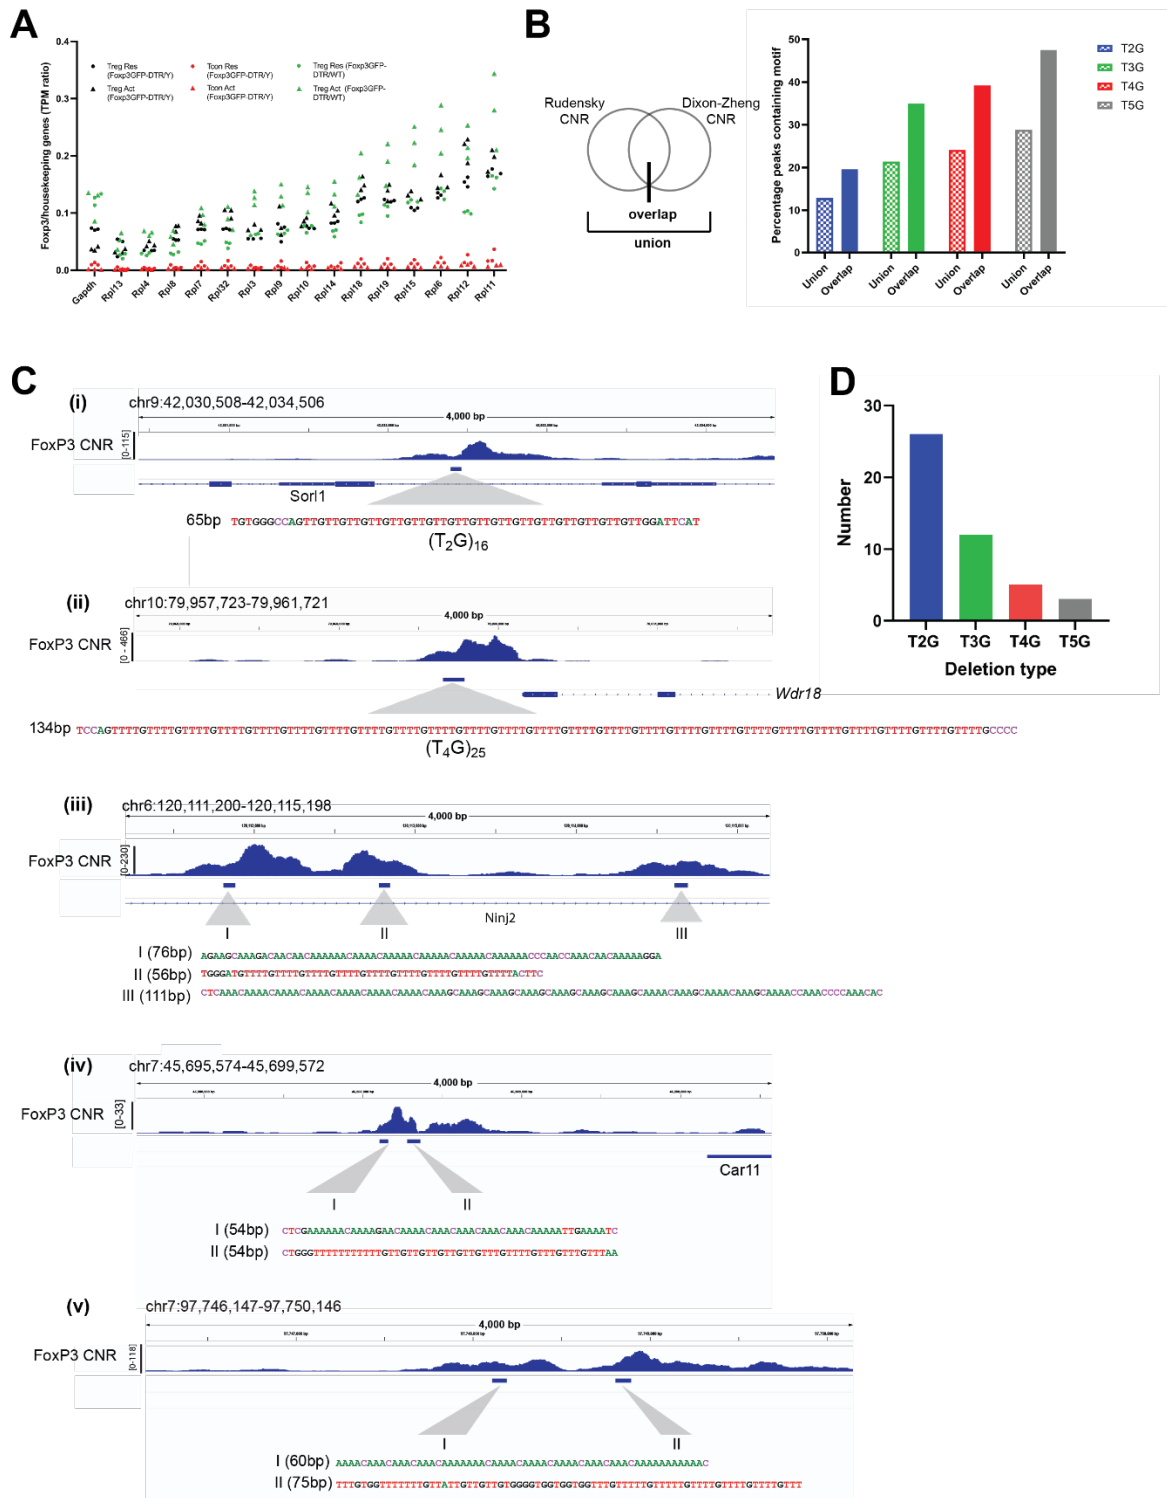 A
0.4
0.3
0.2
0.1
0.0
Foxp3/housekeeping genes (TPM ratio)
Treg Res (Foxp3GFP-DTR/Y)
Treg Act (Foxp3GFP-DTR/Y)
Tcon Res (Foxp3GFP-DTR/Y)
Tcon Act (Foxp3GFP-DTR/Y)
Treg Res (Foxp3GFP-DTR/WT)
Treg Act (Foxp3GFP-DTR/WT)
Gapdh Rpl13 Rpl4 Rpl8 Rpl7 Rpl32 Rpl3 Rpl9 Rpl10 Rpl14 Rpl18 Rpl19 Rpl15 Rpl6 Rpl12 Rpl11
B
Rudensky CNR
Dixon-Zheng CNR
overlap
union
Percentage peaks containing motif
50
40
30
20
10
0
Union Overlap Union Overlap Union Overlap Union Overlap
T2G
T3G
T4G
T5G
C
(i) chr9:42,030,508-42,034,506
4,000 bp
FoxP3 CNR [0-115]
Sorl1
65bp
(T2G)16
(ii) chr10:79,957,723-79,961,721
4,000 bp
FoxP3 CNR [0 - 466]
Wdr18
134bp
(T4G)25
(iii) chr6:120,111,200-120,115,198
4,000 bp
FoxP3 CNR [0-230]
Ninj2
I II III
I (76bp)
II (56bp) TGGGATGTTTTGTTTTGTTTTGTTTTGTTTTGTTTTGTTTTGTTTTGTTTTACTTC
III (111bp)
(iv) chr7:45,695,574-45,699,572
4,000 bp
FoxP3 CNR [0-33]
Car11
I II
I (54bp) CTCGAAAAAACAAAAGAACAAAACAAACAAACAAACAAACAAAAATTGAAAATC
II (54bp) CTGGGTTTTTTTTTTTGTTGTTGTTGTTGTTGTTTGTTTTGTTTGTTTGTTTAA
(v) chr7:97,746,147-97,750,146
4,000 bp
FoxP3 CNR [0-118]
I II
I (60bp)
II (75bp)
D
30
20
10
0
Number
T2G T3G T4G T5G
Deletion type